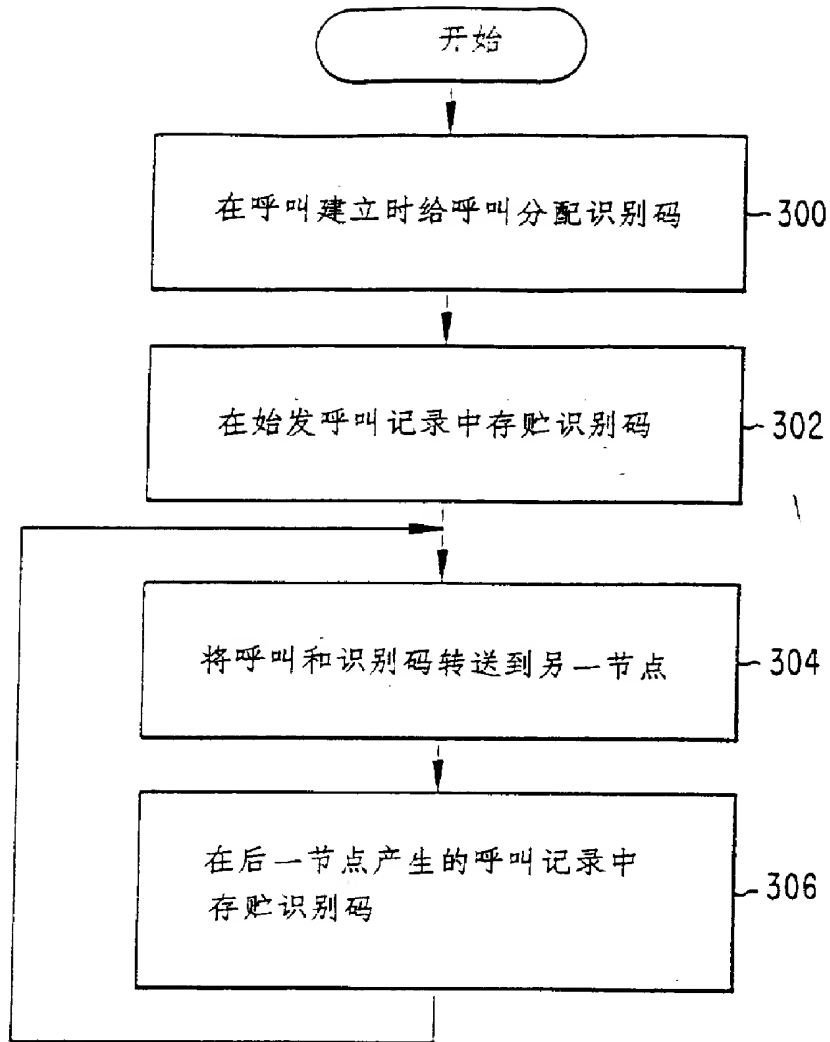 开始
在呼叫建立时给呼叫分配识别码
300
在始发呼叫记录中存贮识别码
302
将呼叫和识别码转送到另一节点
304
在后一节点产生的呼叫记录中
存贮识别码
306